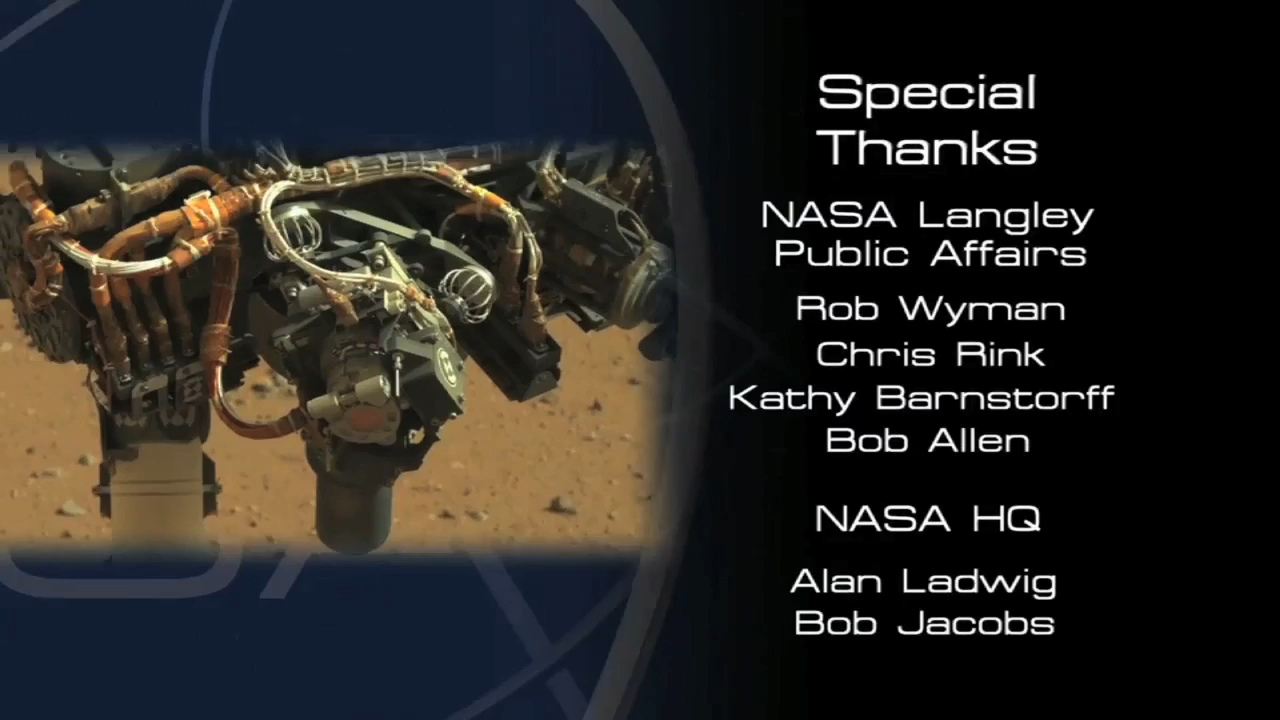 Special
Thanks
NASA Langley
Public Affairs
Rob Wyman
Chris Rink
Kathy Barnstorff
Bob Allen
NASA HQ
Alan Ladwig
Bob Jacobs